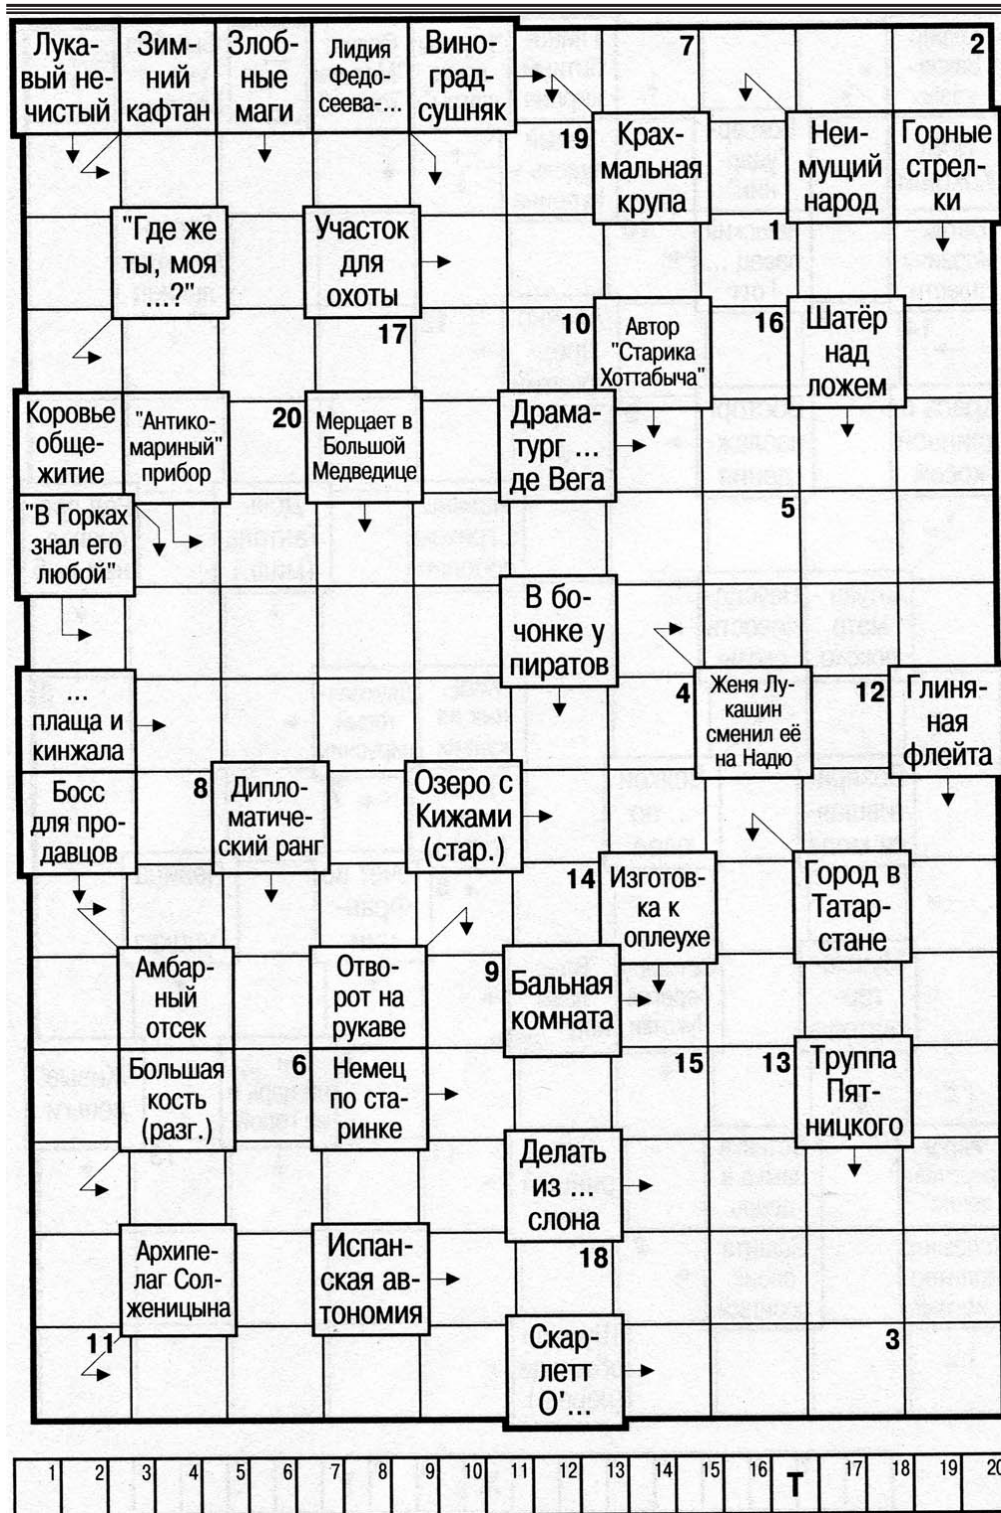 Лука-
вый не-
чистый
Зим-
ний
кафтан
Злоб-
ные
маги
Лидия
Федо-
сеева-...
Вино-
град-
сушняк
7
2
19
Крах-
мальная
крупа
Неи-
мущий
народ
Горные
стрел-
ки
"Где же
ты, моя
...?"
Участок
для
охоты
1
17
10
Автор
"Старика
Хоттабыча"
16
Шатёр
над
ложем
Коровье
обще-
житие
"Антико-
мариный"
прибор
20
Мерцает в
Большой
Медведице
Драма-
тург ...
де Вега
"В Горках
знал его
любой"
5
В бо-
чонке у
пиратов
...
плаща и
кинжала
4
Женя Лу-
кашин
сменил её
на Надю
12
Глиня-
ная
флейта
Босс
для про-
давцов
8
Дипло-
матиче-
ский ранг
Озеро с
Кижами
(стар.)
14
Изготов-
ка к
оплеухе
Город в
Татар-
стане
Амбар-
ный
отсек
Отво-
рот на
рукаве
9
Бальная
комната
Большая
кость
(разг.)
6
Немец
по ста-
ринке
15
13
Труппа
Пят-
ницкого
Делать
из ...
слона
Архипе-
лаг Сол-
женицына
Испан-
ская ав-
тономия
18
11
Скар-
летт
О'...
3
1 2 3 4 5 6 7 8 9 10 11 12 13 14 15 16 Т 17 18 19 20